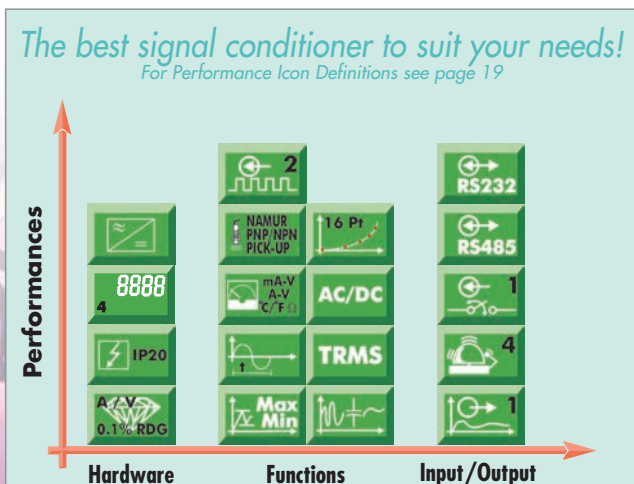 The best signal conditioner to suit your needs!
For Performance Icon Definitions see page 19
Performances
2
NAMUR
PNP/NPN
PICK-UP
16 Pt
8888
4
mA-V
A-V
°C/°F Ω
AC/DC
IP20
t
TRMS
A / V
0.1% RDG
Max
Min
RS232
RS485
1
4
1
Hardware
Functions
Input/Output